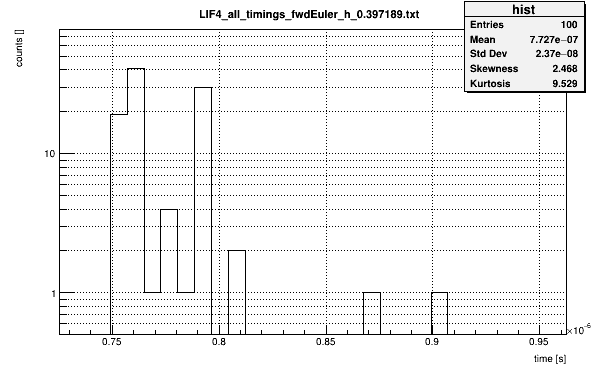 LIF4_all_timings_fwdEuler_h_0.397189.txt
hist
Entries 100
Mean 7.727e−07
Std Dev 2.37e−08
Skewness 2.468
Kurtosis 9.529
counts []
10
1
0.75 0.8 0.85 0.9 0.95
×10⁻⁶
time [s]